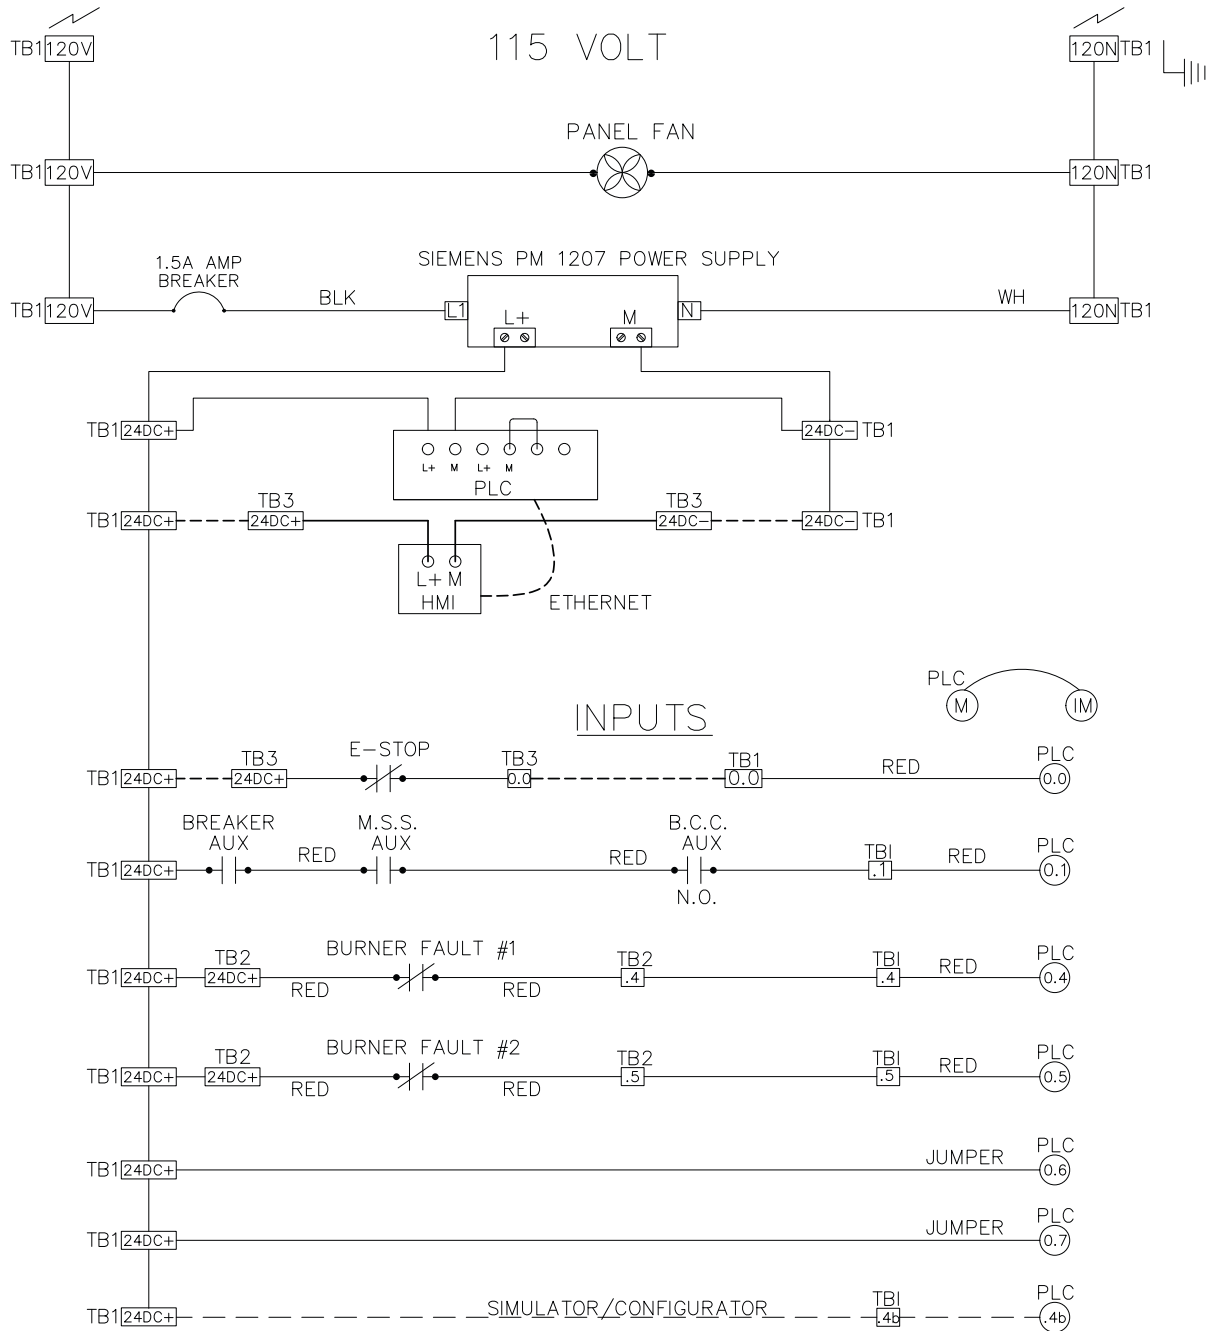 115 VOLT
TB1 120V 120N TB1
PANEL FAN
TB1 120V 120N TB1
SIEMENS PM 1207 POWER SUPPLY
1.5A AMP
BREAKER
TB1 120V BLK L1 L+ M N WH 120N TB1
TB1 24DC+ 24DC- TB1
L+ M L+ M
PLC
TB3 TB3
TB1 24DC+ 24DC+ 24DC- 24DC- TB1
L+ M
HMI ETHERNET
PLC
M IM
INPUTS
TB3 E-STOP TB3 TB1 PLC
TB1 24DC+ 24DC+ 0.0 0.0 RED 0.0
BREAKER M.S.S. B.C.C.
AUX AUX AUX PLC
RED RED TBI RED
TB1 24DC+ .1 0.1
N.O.
TB2 BURNER FAULT #1 TB2 TBI RED PLC
TB1 24DC+ 24DC+ .4 .4 0.4
RED RED
TB2 BURNER FAULT #2 TB2 TBI RED PLC
TB1 24DC+ 24DC+ .5 .5 0.5
RED RED
JUMPER PLC
TB1 24DC+ 0.6
JUMPER PLC
TB1 24DC+ 0.7
SIMULATOR/CONFIGURATOR TBI PLC
TB1 24DC+ .4b .4b